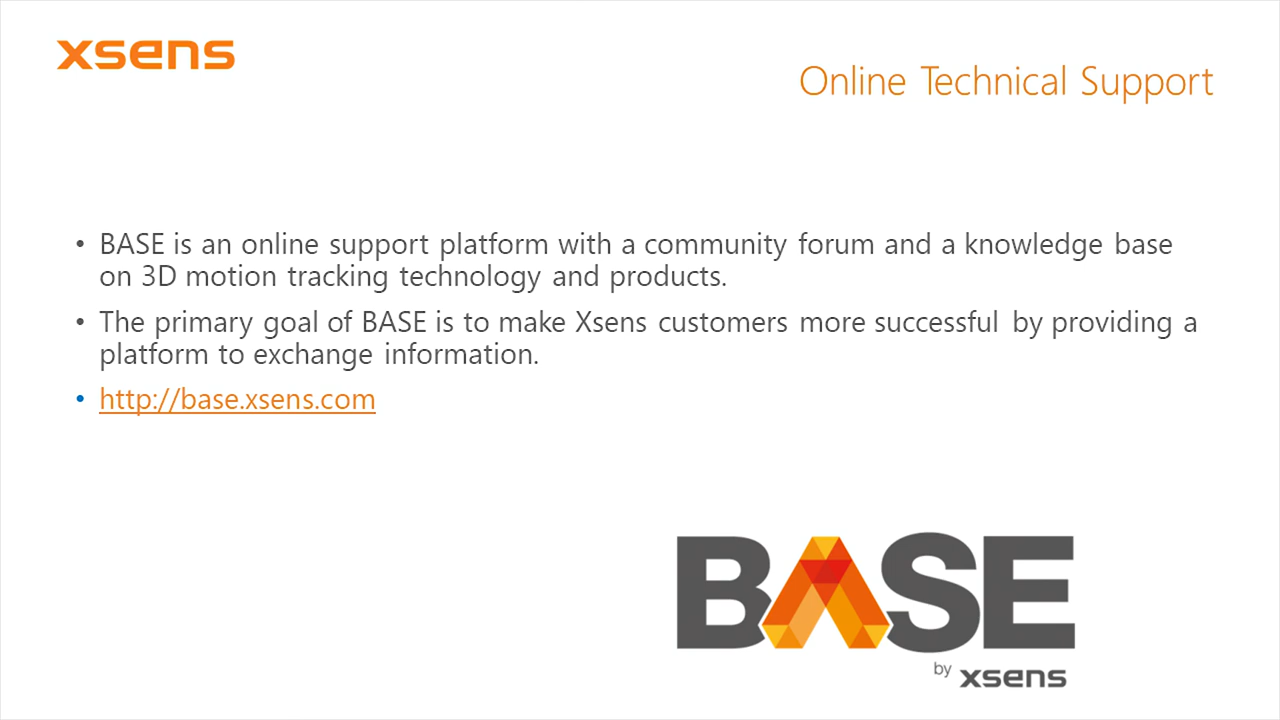 xsens
Online Technical Support
• BASE is an online support platform with a community forum and a knowledge base
on 3D motion tracking technology and products.
• The primary goal of BASE is to make Xsens customers more successful by providing a
platform to exchange information.
• http://base.xsens.com
BASE
by xsens